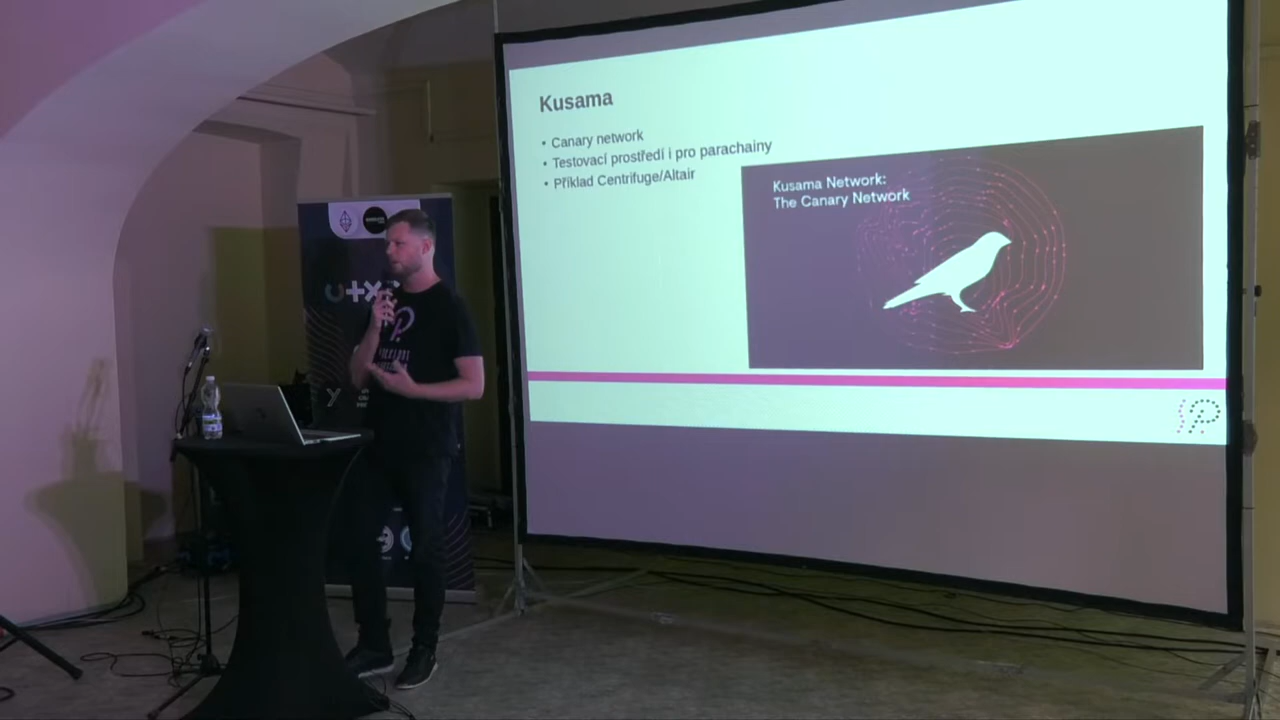 Kusama
• Canary network
• Testovací prostředí i pro parachainy
• Příklad Centrifuge/Altair
Kusama Network:
The Canary Network